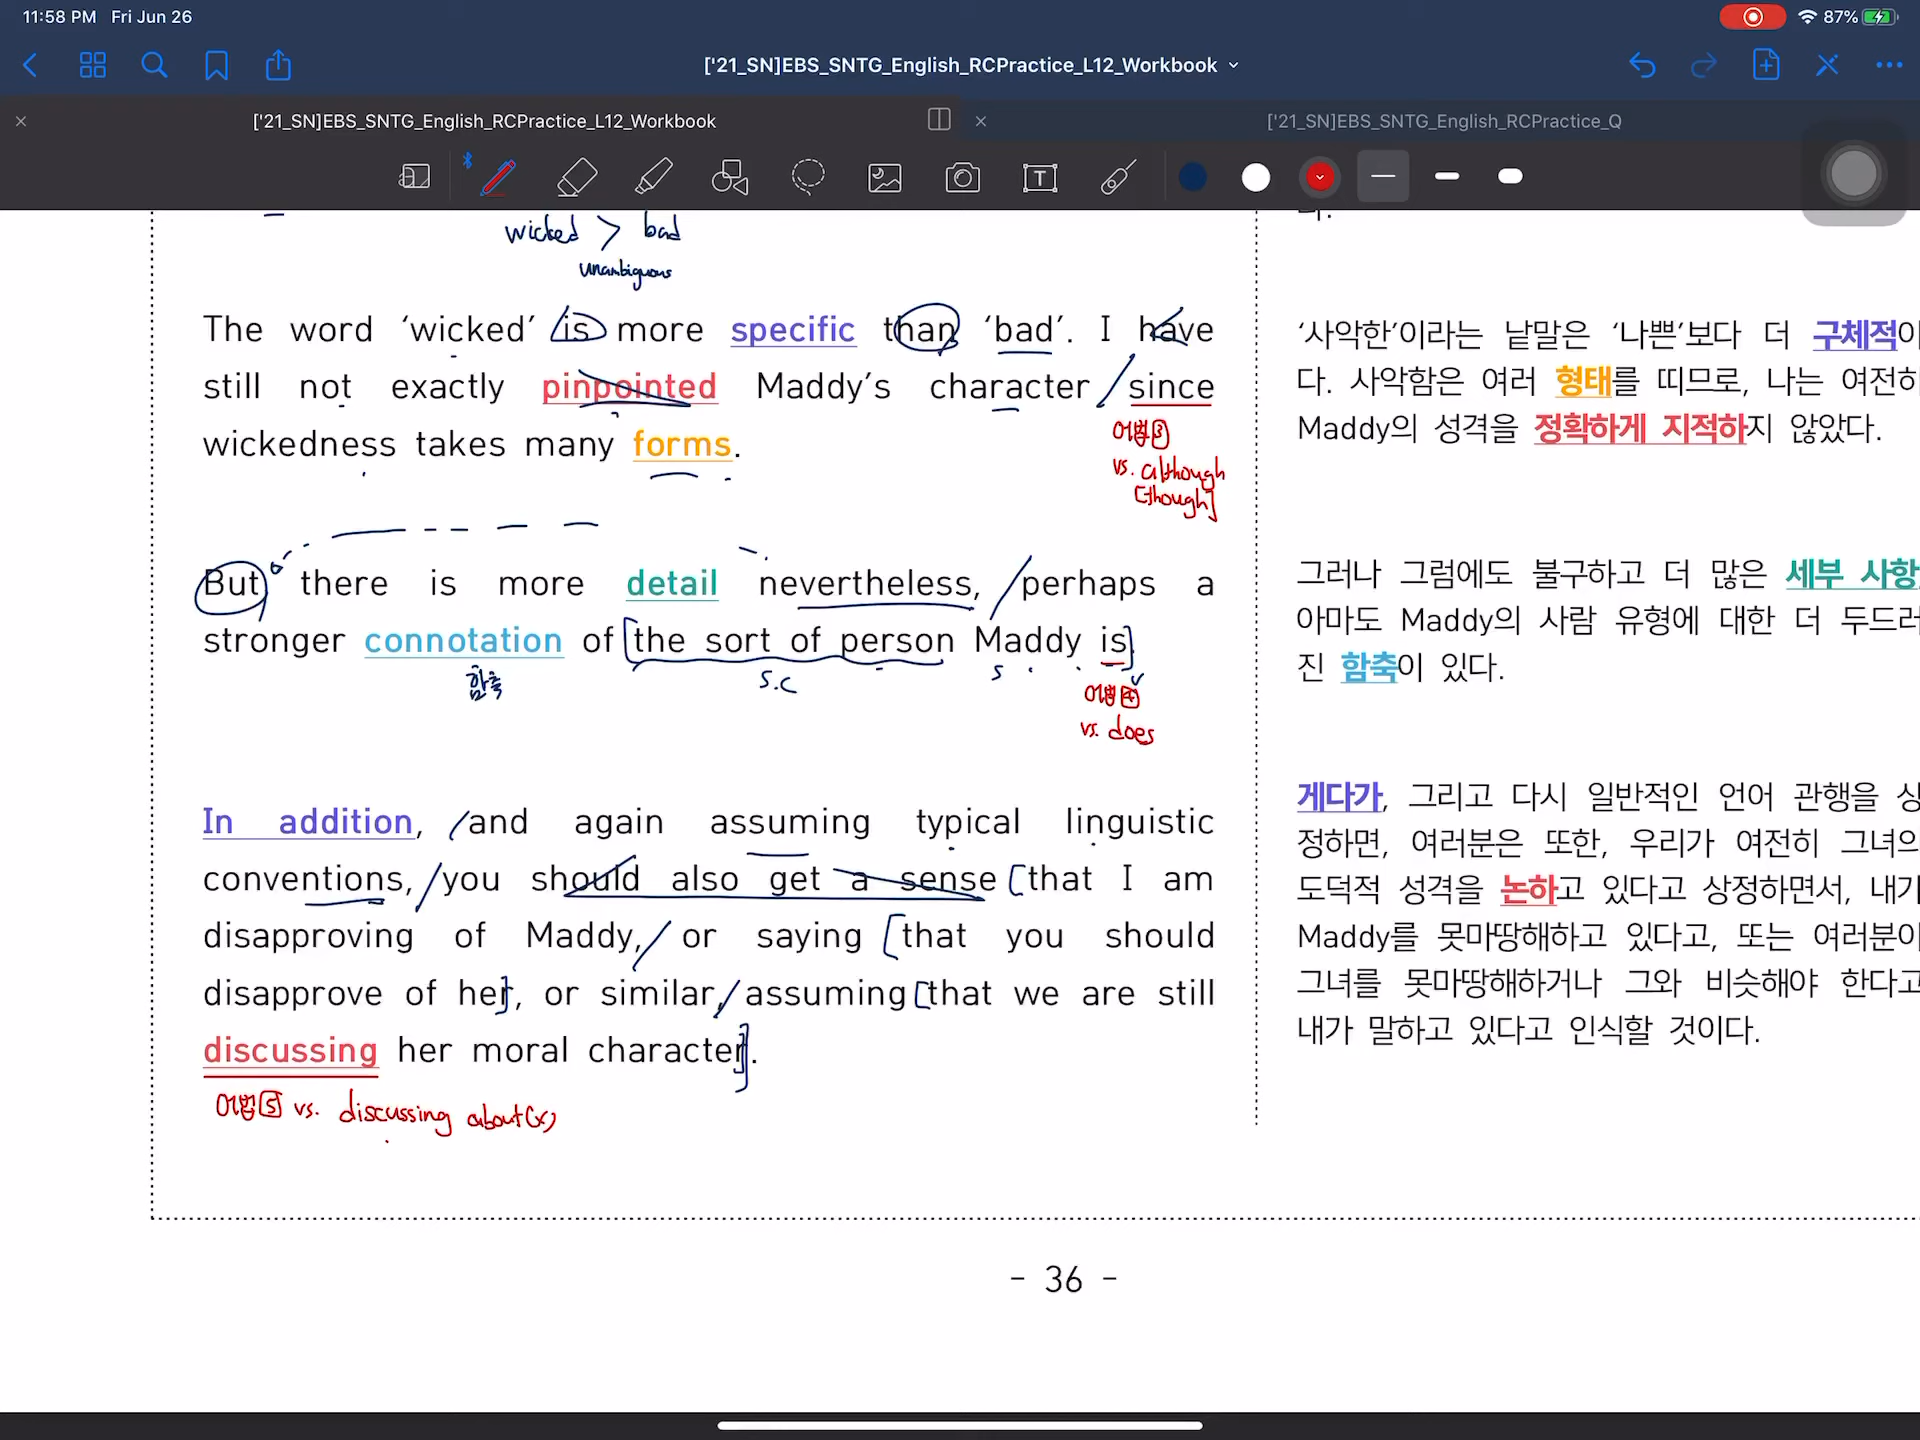 11:58 PM Fri Jun 26
87%
['21_SN]EBS_SNTG_English_RCPractice_L12_Workbook
['21_SN]EBS_SNTG_English_RCPractice_L12_Workbook
['21_SN]EBS_SNTG_English_RCPractice_Q
wicked > bad
unambiguous
The word ‘wicked’ is more specific than ‘bad’. I have
still not exactly pinpointed Maddy’s character since
wickedness takes many forms.
어법③
vs. although
[though]
But there is more detail nevertheless, perhaps a
stronger connotation of [the sort of person Maddy is].
함축
S.C
S
v
어법④
vs. does
In addition, and again assuming typical linguistic
conventions, you should also get a sense [that I am
disapproving of Maddy, or saying [that you should
disapprove of her], or similar, assuming [that we are still
discussing her moral character].
어법⑤ vs. discussing about(x)
다.
‘사악한’이라는 낱말은 ‘나쁜’보다 더 구체적이
다. 사악함은 여러 형태를 띠므로, 나는 여전히
Maddy의 성격을 정확하게 지적하지 않았다.
그러나 그럼에도 불구하고 더 많은 세부 사항,
아마도 Maddy의 사람 유형에 대한 더 두드러
진 함축이 있다.
게다가, 그리고 다시 일반적인 언어 관행을 상
정하면, 여러분은 또한, 우리가 여전히 그녀의
도덕적 성격을 논하고 있다고 상정하면서, 내가
Maddy를 못마땅해하고 있다고, 또는 여러분이
그녀를 못마땅해하거나 그와 비슷해야 한다고
내가 말하고 있다고 인식할 것이다.
- 36 -